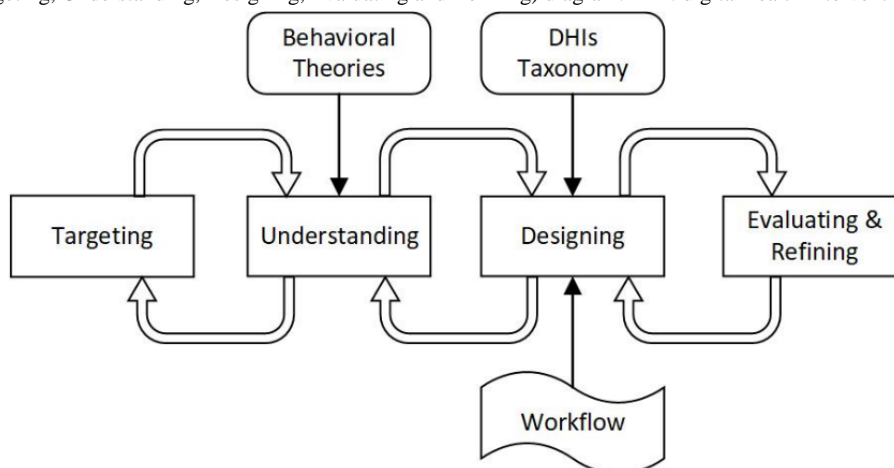 Behavioral
Theories
DHIs
Taxonomy
Targeting
Understanding
Designing
Evaluating &
Refining
Workflow